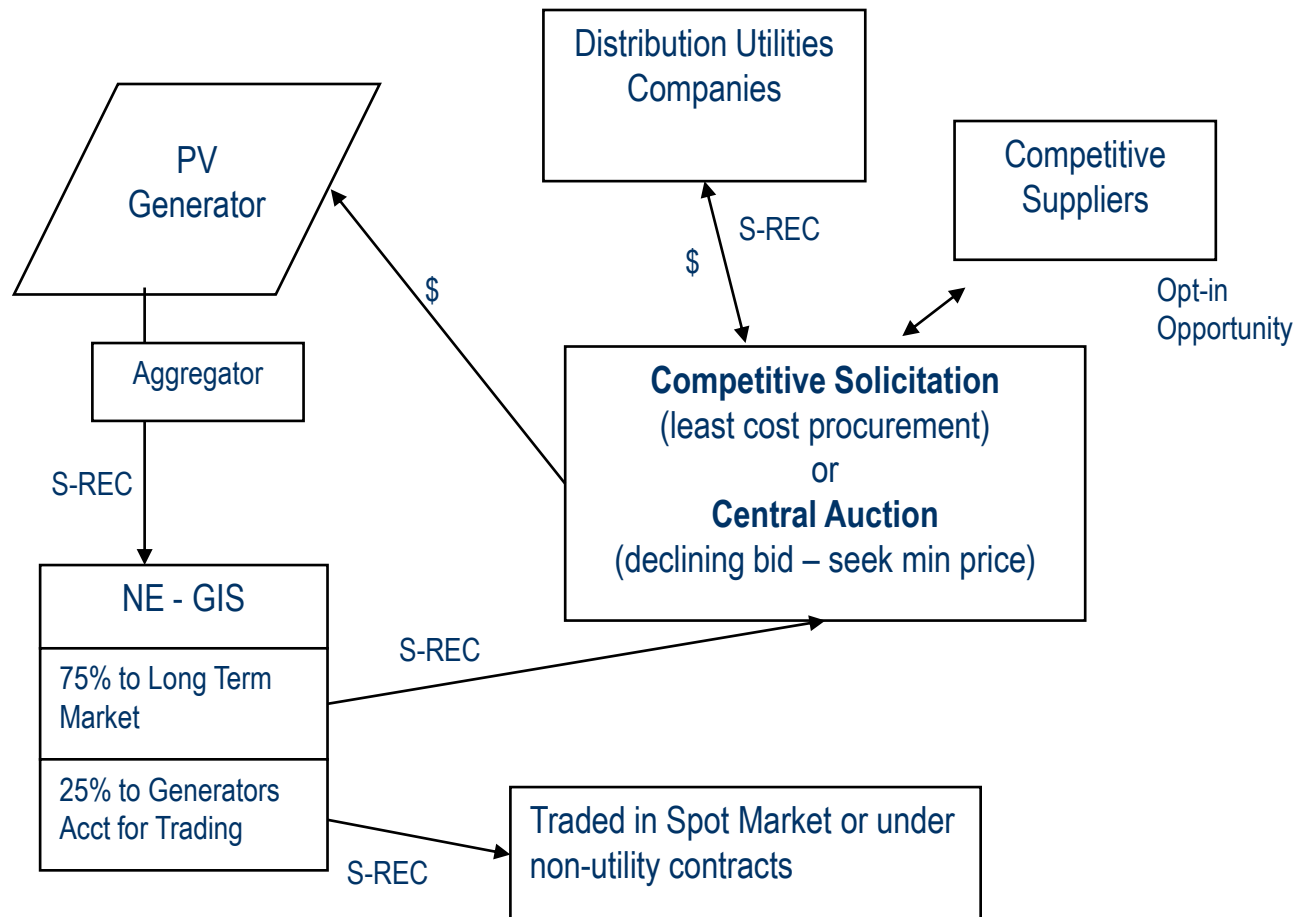 Distribution Utilities
Companies
PV
Generator
Competitive
Suppliers
S-REC
$
$
Opt-in
Opportunity
Aggregator
Competitive Solicitation
(least cost procurement)
or
Central Auction
(declining bid – seek min price)
S-REC
NE - GIS
75% to Long Term
Market
S-REC
25% to Generators
Acct for Trading
S-REC
Traded in Spot Market or under
non-utility contracts